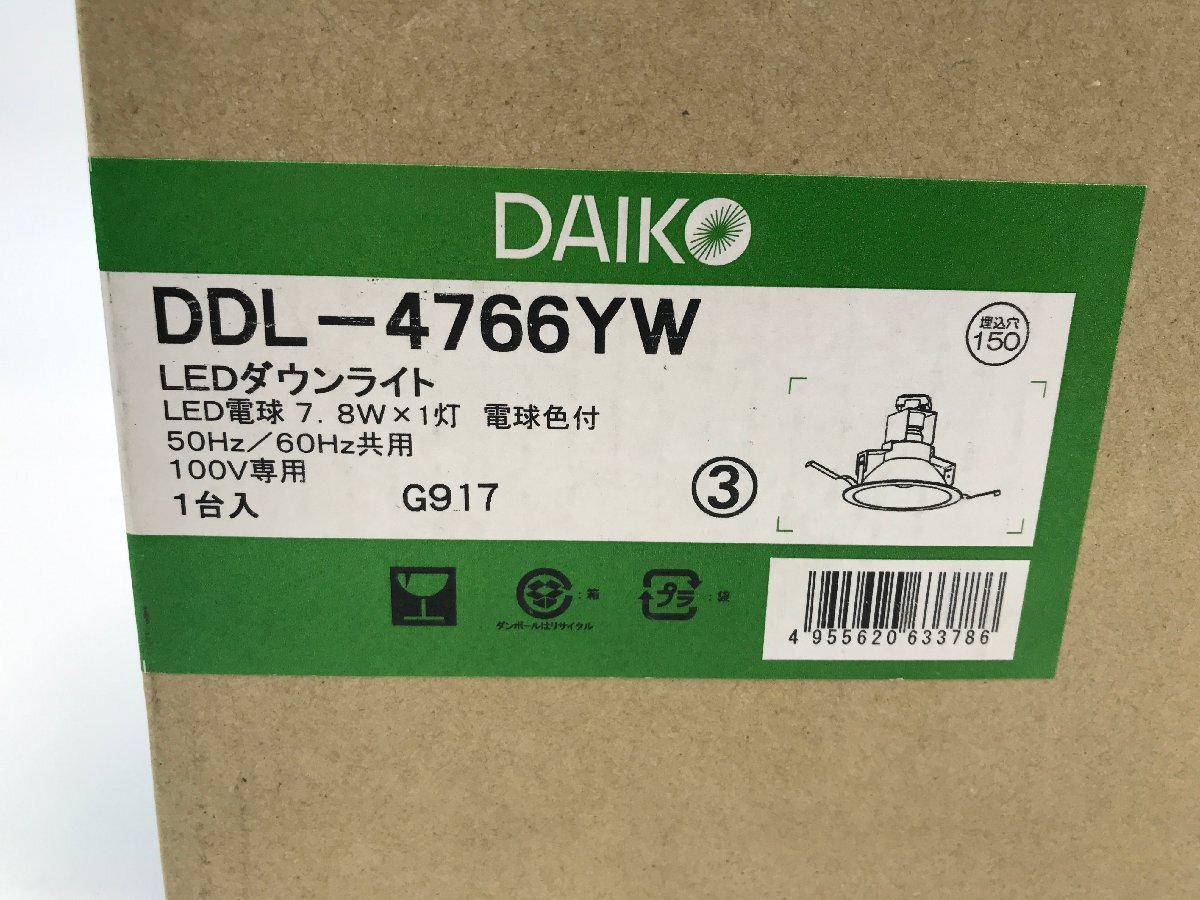 DAIKO
DDL-4766YW
埋込穴
150
LEDダウンライト
LED電球 7.8W×1灯 電球色付
50Hz/60Hz共用
100V専用
1台入 G917 ③
:箱
ダンボールはリサイクル
プラ :袋
4 955620 633786